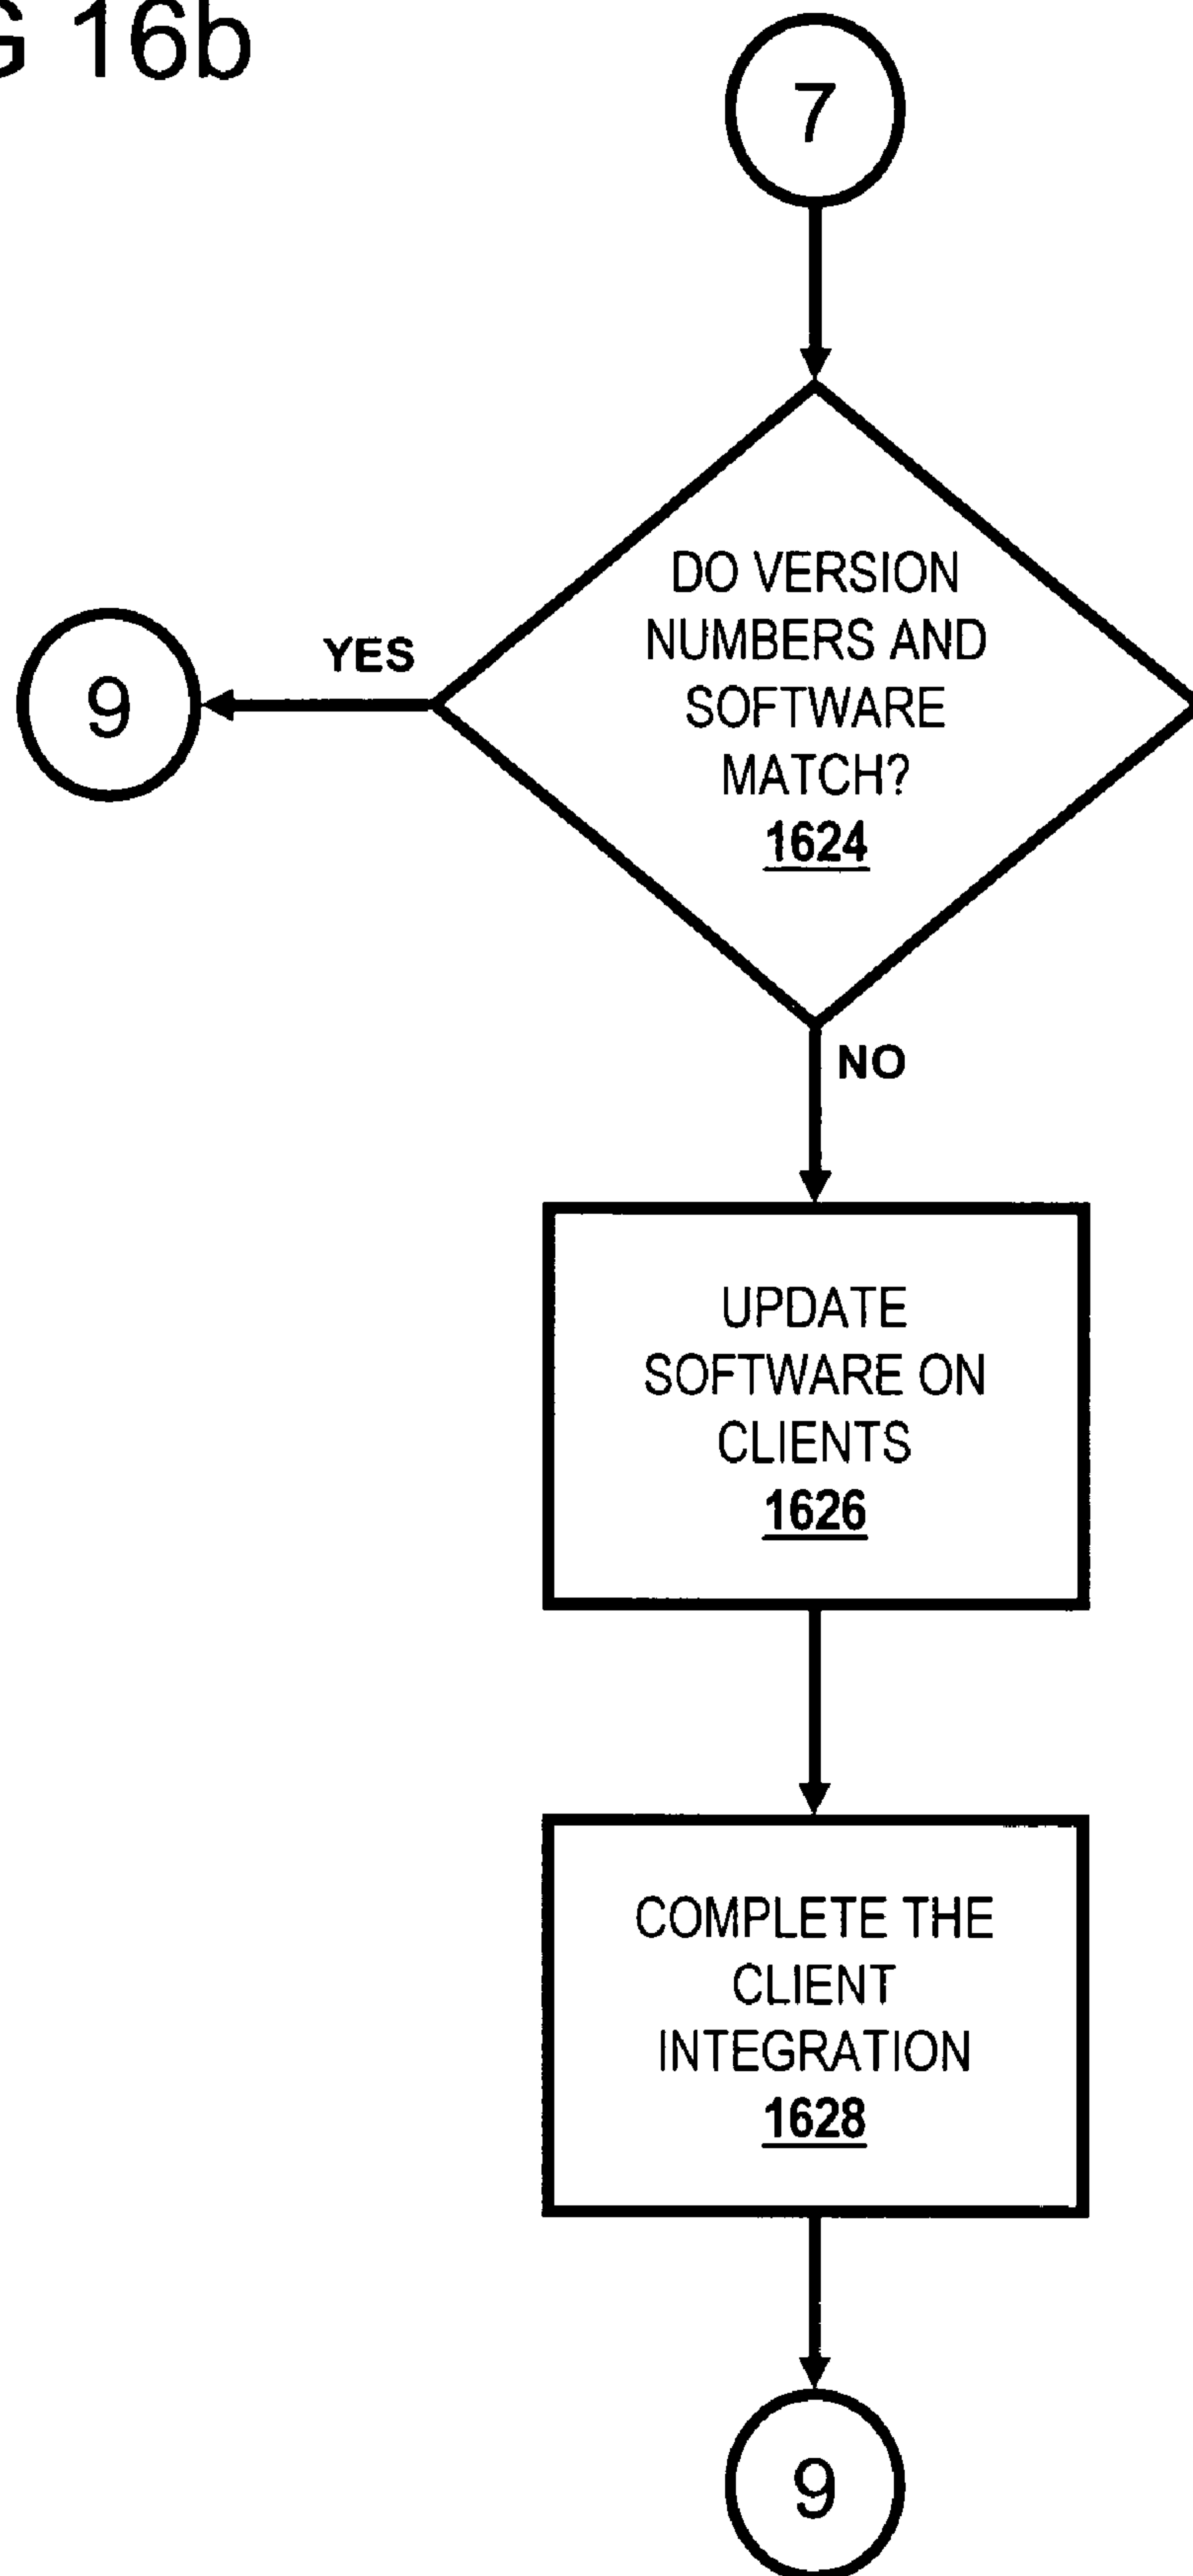 G 16b
7
DO VERSION
NUMBERS AND
SOFTWARE
MATCH?
1624
YES
9
NO
UPDATE
SOFTWARE ON
CLIENTS
1626
COMPLETE THE
CLIENT
INTEGRATION
1628
9